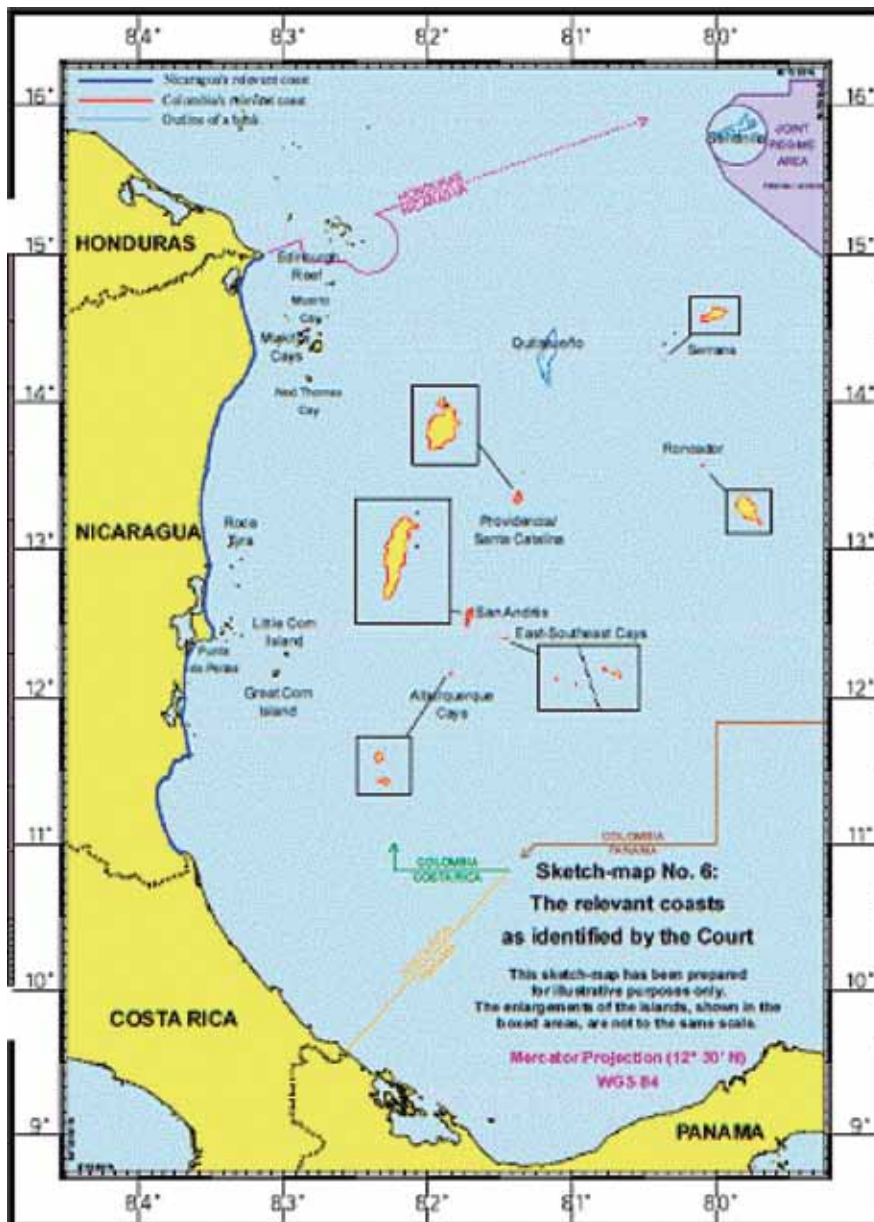 84° 83° 82° 81° 80°
Nicaragua's relevant coast
Colombia's relevant coast
Outline of a bank
16° 16°
JOINT
REGIME
AREA
HONDURAS
NICARAGUA
15° 15°
HONDURAS
Edinburgh
Reef
Muerto
Cay
Miskito
Cays
Ned Thomas
Cay
Quitasueño
Serrana
14° 14°
Roncador
Providencia/
Santa Catalina
13° 13°
NICARAGUA
Roca
Tyra
San Andrés
East-Southeast Cays
Little Corn
Island
Punta
de Perlas
Great Corn
Island
12° 12°
Alburquerque
Cays
11° 11°
COLOMBIA
PANAMA
COLOMBIA
COSTA RICA
Sketch-map No. 6:
The relevant coasts
as identified by the Court
This sketch-map has been prepared
for illustrative purposes only.
The enlargements of the islands, shown in the
boxed areas, are not to the same scale.
10° 10°
COSTA RICA
Mercator Projection (12° 30' N)
WGS 84
9° 9°
PANAMA
84° 83° 82° 81° 80°